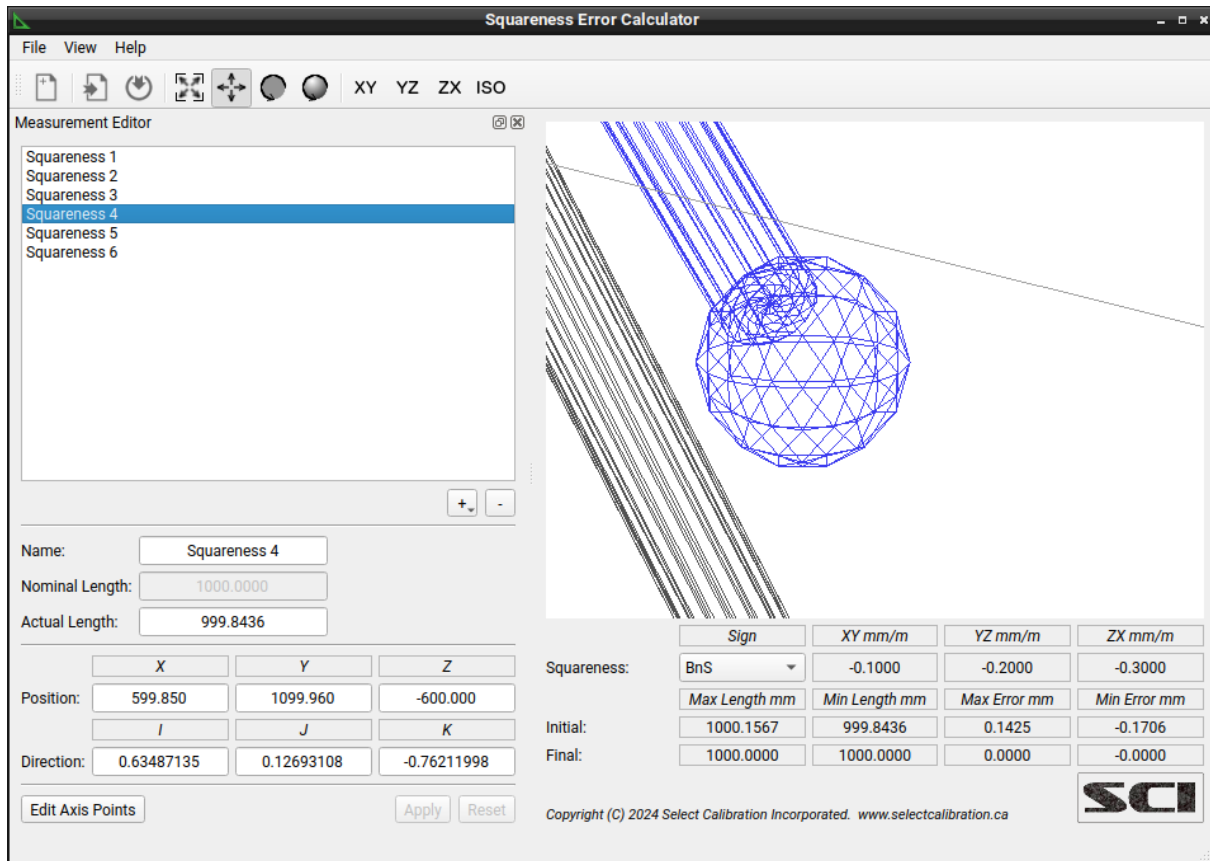 Squareness Error Calculator
File View Help
XY YZ ZX ISO
Measurement Editor
Squareness 1
Squareness 2
Squareness 3
Squareness 4
Squareness 5
Squareness 6
+ -
Name: Squareness 4
Nominal Length: 1000.0000
Actual Length: 999.8436
X Y Z
Position: 599.850 1099.960 -600.000
I J K
Direction: 0.63487135 0.12693108 -0.76211998
Edit Axis Points Apply Reset
Sign XY mm/m YZ mm/m ZX mm/m
Squareness: BnS -0.1000 -0.2000 -0.3000
Max Length mm Min Length mm Max Error mm Min Error mm
Initial: 1000.1567 999.8436 0.1425 -0.1706
Final: 1000.0000 1000.0000 0.0000 -0.0000
Copyright (C) 2024 Select Calibration Incorporated. www.selectcalibration.ca
SCI